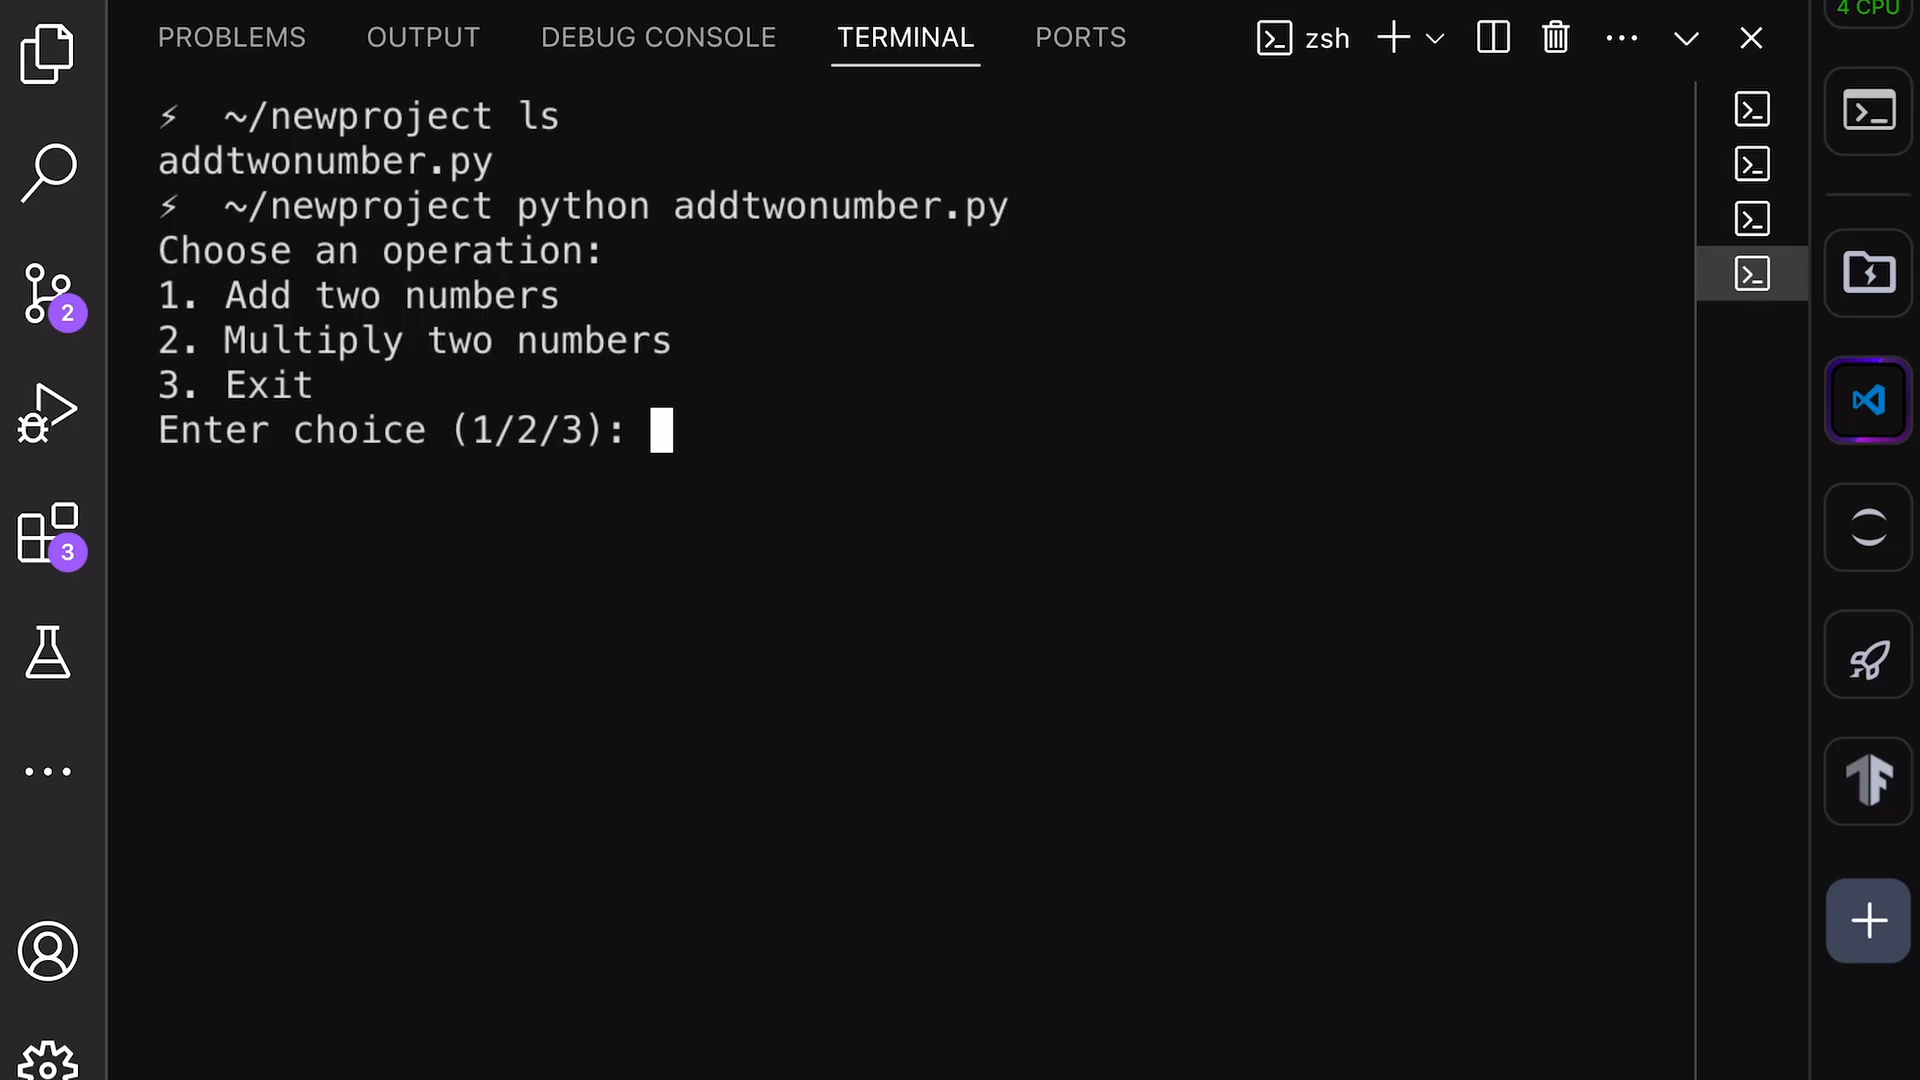 4 CPU
PROBLEMS OUTPUT DEBUG CONSOLE TERMINAL PORTS zsh
⚡ ~/newproject ls
addtwonumber.py
⚡ ~/newproject python addtwonumber.py
Choose an operation:
1. Add two numbers
2. Multiply two numbers
3. Exit
Enter choice (1/2/3):
2
3